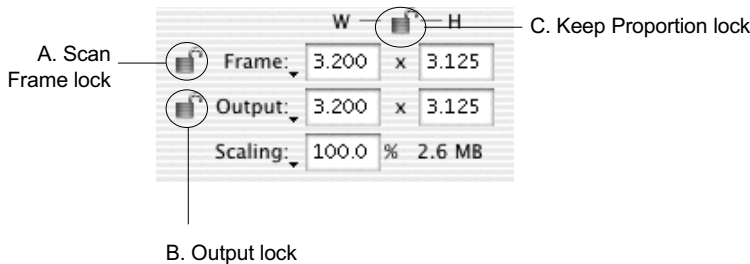 W H
C. Keep Proportion lock
A. Scan
Frame lock
Frame: 3.200 x 3.125
Output: 3.200 x 3.125
Scaling: 100.0 % 2.6 MB
B. Output lock